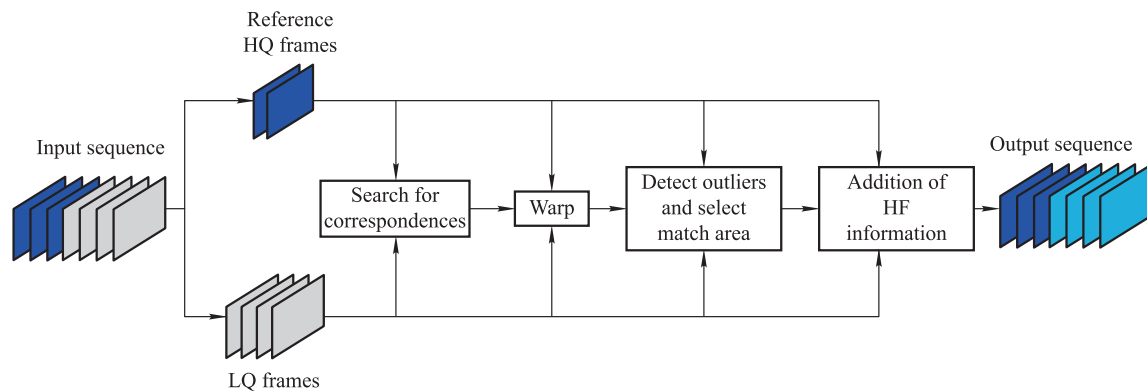 Reference
HQ frames
Input sequence
Search for
correspondences
Warp
Detect outliers
and select
match area
Addition of
HF
information
Output sequence
LQ frames